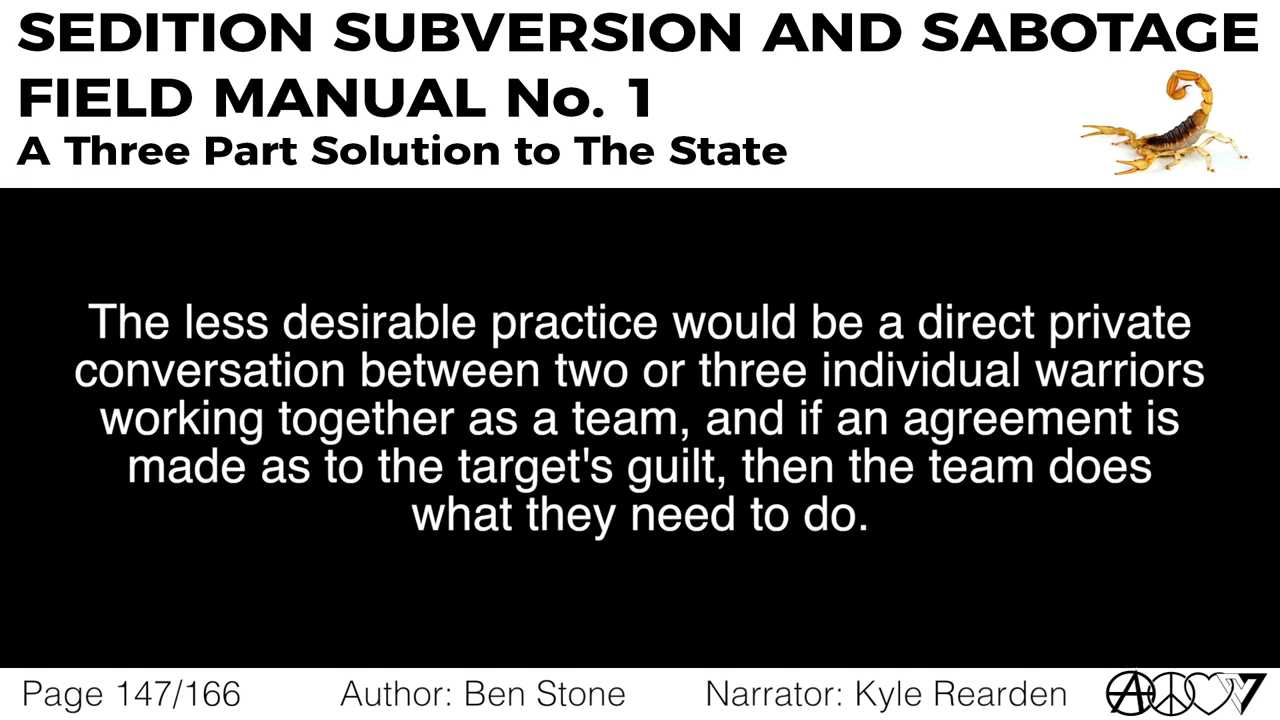 SEDITION SUBVERSION AND SABOTAGE
FIELD MANUAL No. 1
A Three Part Solution to The State
The less desirable practice would be a direct private
conversation between two or three individual warriors
working together as a team, and if an agreement is
made as to the target's guilt, then the team does
what they need to do.
Page 147/166 Author: Ben Stone Narrator: Kyle Rearden